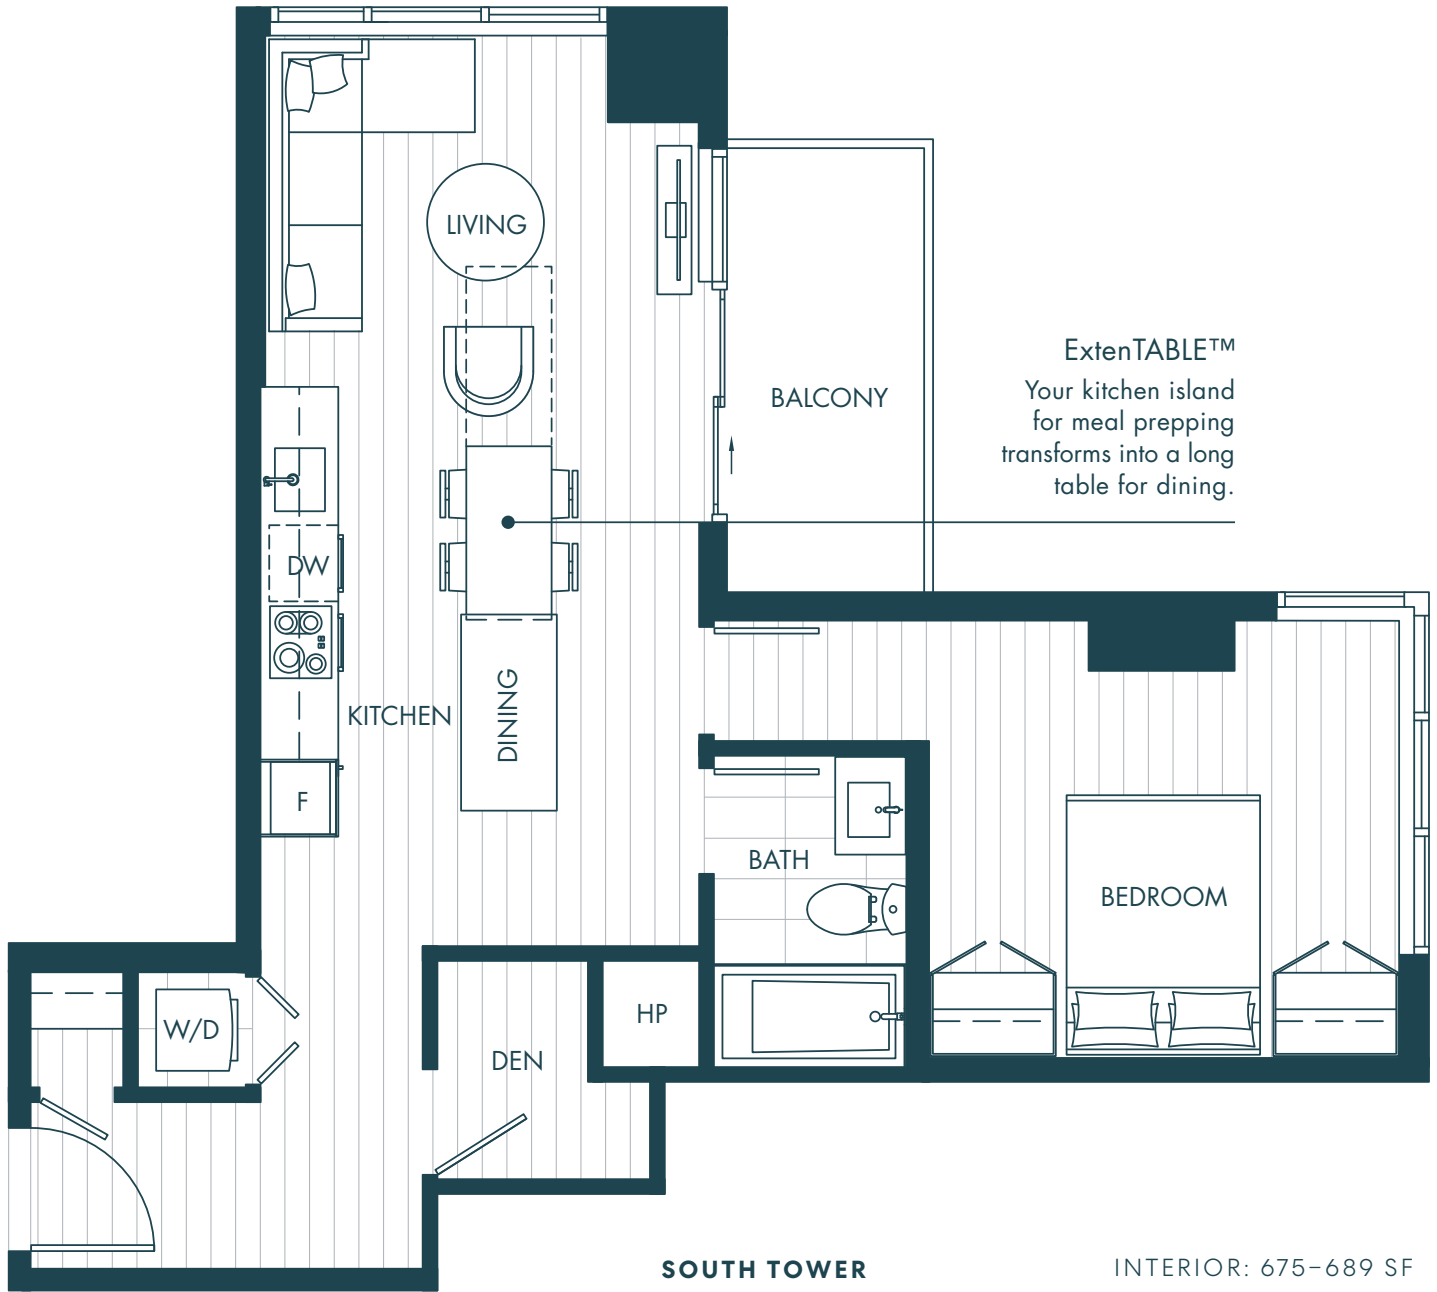 LIVING
ExtenTABLE™
Your kitchen island
for meal prepping
transforms into a long
table for dining.
BALCONY
DW
KITCHEN
DINING
F
BATH
BEDROOM
W/D
HP
DEN
SOUTH TOWER
INTERIOR: 675–689 SF